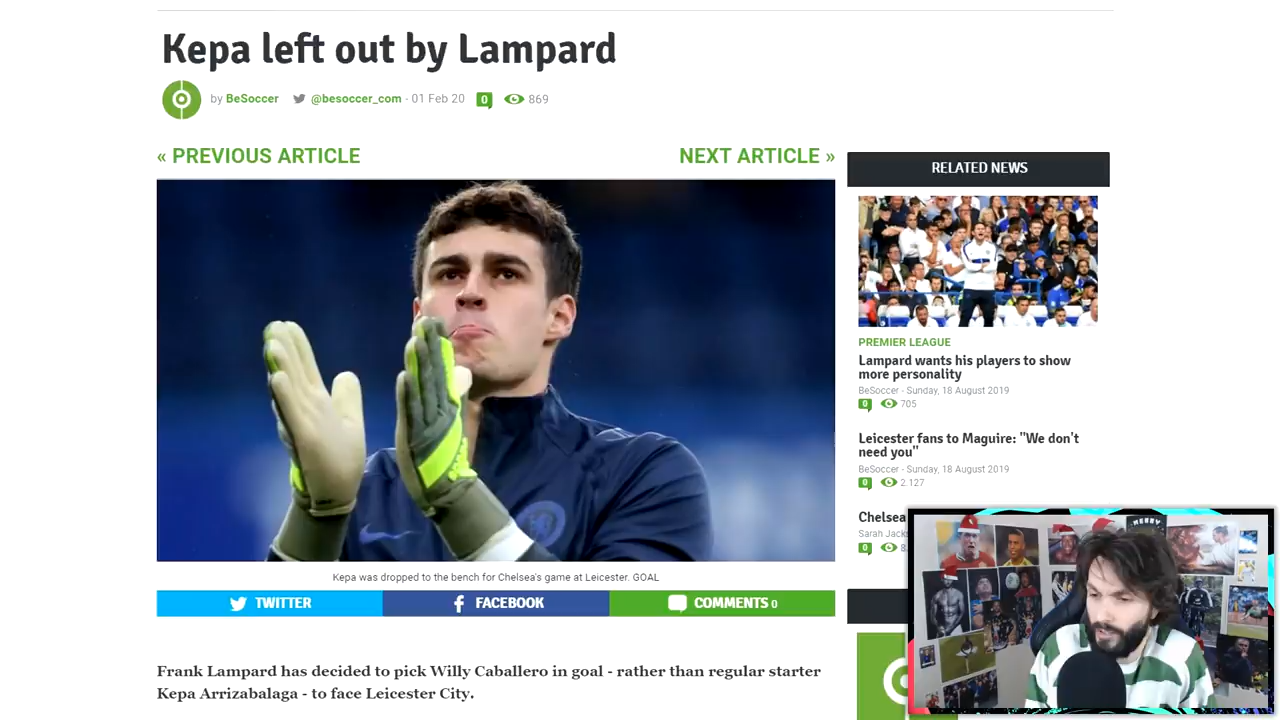 Kepa left out by Lampard
by BeSoccer @besoccer_com · 01 Feb 20 0 869
« PREVIOUS ARTICLE NEXT ARTICLE »
Kepa was dropped to the bench for Chelsea's game at Leicester. GOAL
TWITTER FACEBOOK COMMENTS 0
Frank Lampard has decided to pick Willy Caballero in goal - rather than regular starter
Kepa Arrizabalaga - to face Leicester City.
RELATED NEWS
PREMIER LEAGUE
Lampard wants his players to show
more personality
BeSoccer - Sunday, 18 August 2019
0 705
Leicester fans to Maguire: "We don't
need you"
BeSoccer - Sunday, 18 August 2019
0 2.127
Chelsea
Sarah
0
MERRY